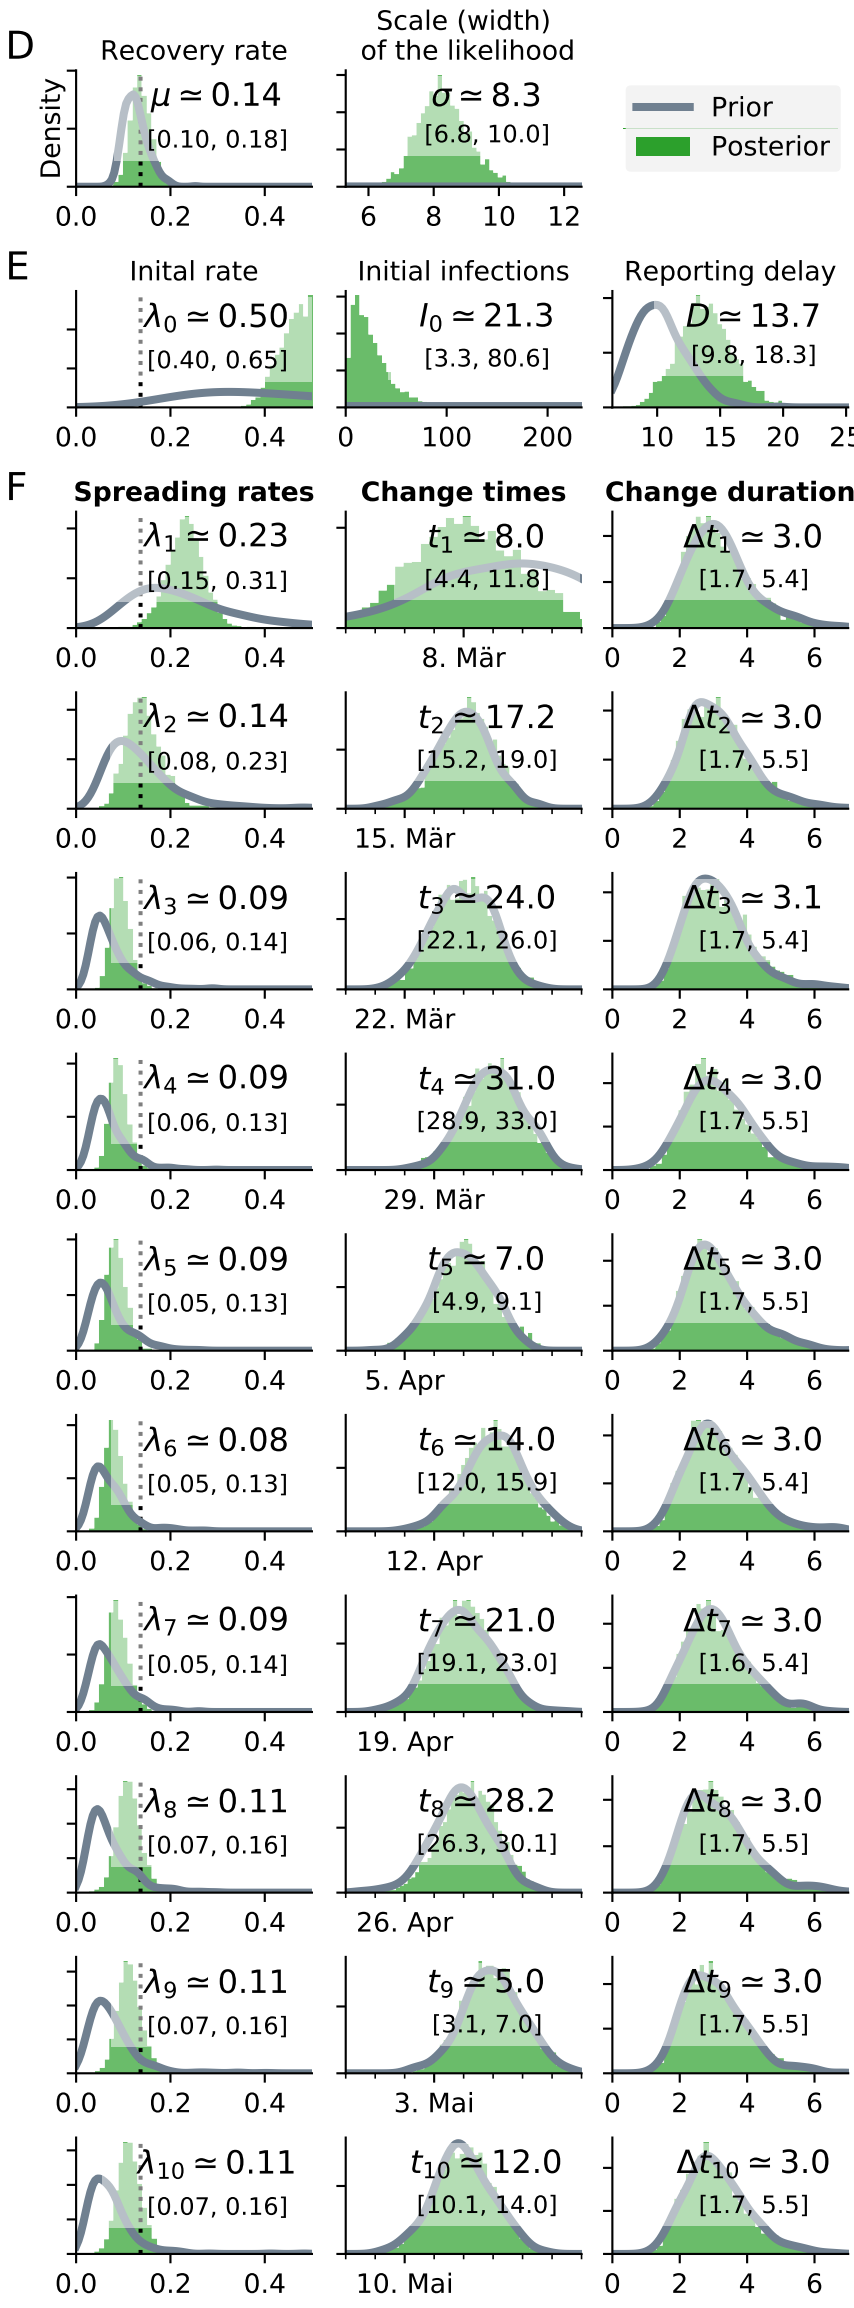 D
Recovery rate
Scale (width)
of the likelihood
Density
μ ≃ 0.14
[0.10, 0.18]
0.0 0.2 0.4
σ ≃ 8.3
[6.8, 10.0]
6 8 10 12
Prior
Posterior
E
Inital rate
Initial infections
Reporting delay
λ0 ≃ 0.50
[0.40, 0.65]
0.0 0.2 0.4
I0 ≃ 21.3
[3.3, 80.6]
0 100 200
D ≃ 13.7
[9.8, 18.3]
10 15 20 25
F
Spreading rates
Change times
Change duration
λ1 ≃ 0.23
[0.15, 0.31]
0.0 0.2 0.4
t1 ≃ 8.0
[4.4, 11.8]
8. Mär
Δt1 ≃ 3.0
[1.7, 5.4]
0 2 4 6
λ2 ≃ 0.14
[0.08, 0.23]
0.0 0.2 0.4
t2 ≃ 17.2
[15.2, 19.0]
15. Mär
Δt2 ≃ 3.0
[1.7, 5.5]
0 2 4 6
λ3 ≃ 0.09
[0.06, 0.14]
0.0 0.2 0.4
t3 ≃ 24.0
[22.1, 26.0]
22. Mär
Δt3 ≃ 3.1
[1.7, 5.4]
0 2 4 6
λ4 ≃ 0.09
[0.06, 0.13]
0.0 0.2 0.4
t4 ≃ 31.0
[28.9, 33.0]
29. Mär
Δt4 ≃ 3.0
[1.7, 5.5]
0 2 4 6
λ5 ≃ 0.09
[0.05, 0.13]
0.0 0.2 0.4
t5 ≃ 7.0
[4.9, 9.1]
5. Apr
Δt5 ≃ 3.0
[1.7, 5.5]
0 2 4 6
λ6 ≃ 0.08
[0.05, 0.13]
0.0 0.2 0.4
t6 ≃ 14.0
[12.0, 15.9]
12. Apr
Δt6 ≃ 3.0
[1.7, 5.4]
0 2 4 6
λ7 ≃ 0.09
[0.05, 0.14]
0.0 0.2 0.4
t7 ≃ 21.0
[19.1, 23.0]
19. Apr
Δt7 ≃ 3.0
[1.6, 5.4]
0 2 4 6
λ8 ≃ 0.11
[0.07, 0.16]
0.0 0.2 0.4
t8 ≃ 28.2
[26.3, 30.1]
26. Apr
Δt8 ≃ 3.0
[1.7, 5.5]
0 2 4 6
λ9 ≃ 0.11
[0.07, 0.16]
0.0 0.2 0.4
t9 ≃ 5.0
[3.1, 7.0]
3. Mai
Δt9 ≃ 3.0
[1.7, 5.5]
0 2 4 6
λ10 ≃ 0.11
[0.07, 0.16]
0.0 0.2 0.4
t10 ≃ 12.0
[10.1, 14.0]
10. Mai
Δt10 ≃ 3.0
[1.7, 5.5]
0 2 4 6